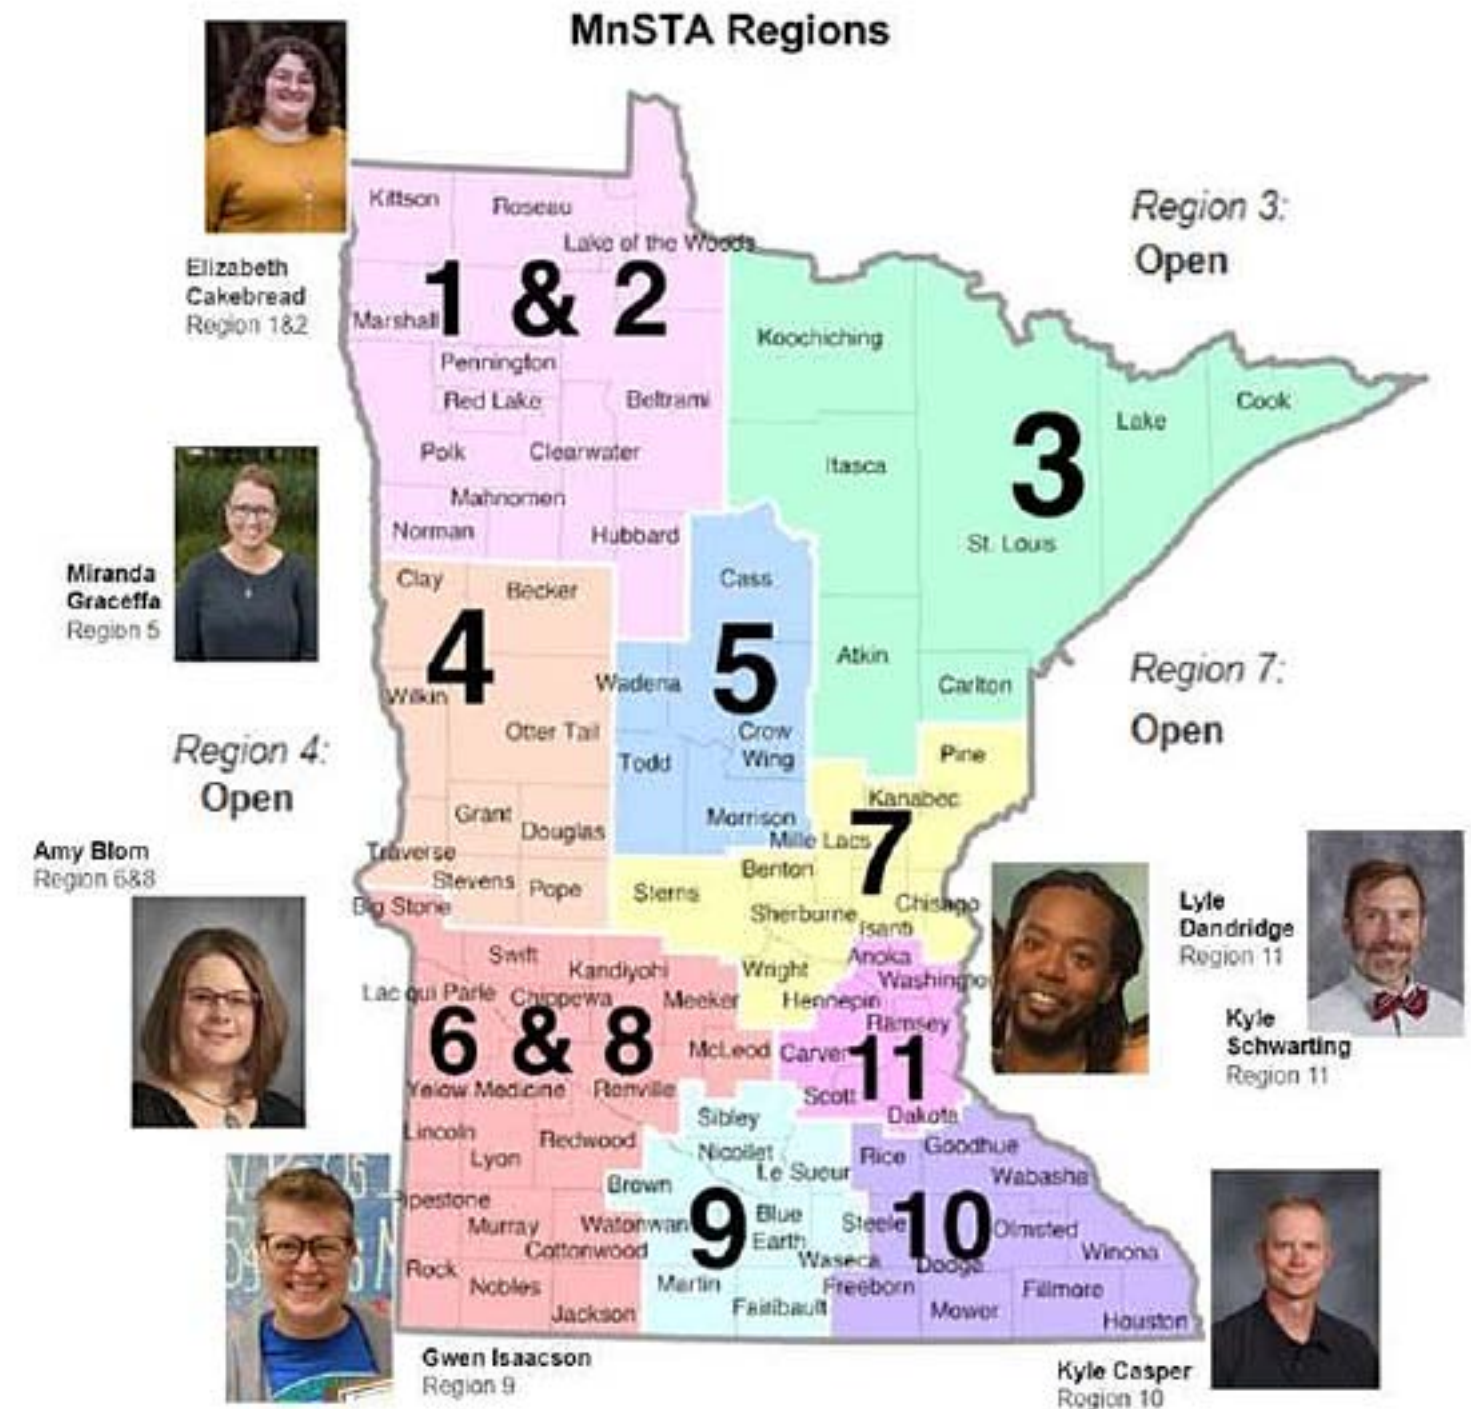 MnSTA Regions
Elizabeth
Cakebread
Region 1&2
Kittson
Roseau
Lake of the Woods
1 & 2
Marshall
Pennington
Red Lake
Beltrami
Polk
Clearwater
Mahnomen
Norman
Hubbard
Region 3:
Open
Koochiching
Itasca
3
Lake
Cook
St. Louis
Atkin
Carlton
Miranda
Graceffa
Region 5
Clay
Becker
4
Wilkin
Otter Tail
Grant
Douglas
Traverse
Stevens
Pope
Cass
5
Wadena
Crow
Wing
Todd
Morrison
Region 4:
Open
Region 7:
Open
Pine
Kanabec
Mille Lacs
7
Benton
Sterns
Sherburne
Chisago
Isanti
Wright
Amy Blom
Region 6&8
Big Stone
Swift
Kandiyohi
Lac qui Parle
Chippewa
Meeker
6 & 8
McLeod
Yelow Medicine
Renville
Lincoln
Lyon
Redwood
Pipestone
Murray
Cottonwood
Rock
Nobles
Jackson
Anoka
Washington
Hennepin
Ramsey
Carver
11
Scott
Dakota
Lyle
Dandridge
Region 11
Kyle
Schwarting
Region 11
Sibley
Nicollet
Le Sueur
Brown
Watonwan
9
Blue
Earth
Waseca
Martin
Fairibault
Rice
Goodhue
Wabasha
Steele
10
Olmsted
Dodge
Winona
Freeborn
Mower
Fillmore
Houston
Gwen Isaacson
Region 9
Kyle Casper
Region 10